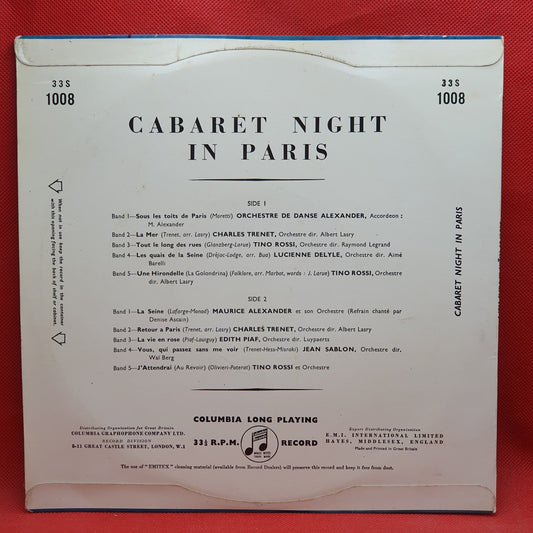 33S
1008
33S
1008
CABARET NIGHT
IN PARIS
SIDE 1
Band 1—Sous les toits de Paris (Moretti) ORCHESTRE DE DANSE ALEXANDER, Accordeon :
M. Alexander
Band 2—La Mer (Trenet, arr. Lasry) CHARLES TRENET, Orchestre dir. Albert Lasry
Band 3—Tout le long des rues (Glanzberg-Larue) TINO ROSSI, Orchestre dir. Raymond Legrand
Band 4—Les quais de la Seine (Dréjac-Lodge, arr. Bud) LUCIENNE DELYLE, Orchestre dir. Aimé
Barelli
Band 5—Une Hirondelle (La Golondrina) (Folklore, arr. Marbot, words : J. Larue) TINO ROSSI, Orchestre
dir. Albert Lasry
SIDE 2
Band 1—La Seine (Laforge-Monod) MAURICE ALEXANDER et son Orchestre (Refrain chanté par
Denise Ascain)
Band 2—Retour a Paris (Trenet, arr. Lasry) CHARLES TRENET, Orchestre dir. Albert Lasry
Band 3—La vie en rose (Piaf-Louiguy) EDITH PIAF, Orchestre dir. Luypaerts
Band 4—Vous, qui passez sans me voir (Trenet-Hess-Misraki) JEAN SABLON, Orchestre dir.
Wal Berg
Band 5—J'Attendrai (Au Revoir) (Olivieri-Poterat) TINO ROSSI et Orchestre
When not in use keep the record in the container
with this opening facing the back of shelf or cabinet.
CABARET NIGHT IN PARIS
COLUMBIA LONG PLAYING
33⅓ R.P.M. RECORD
Distributing Organisation for Great Britain
COLUMBIA GRAPHOPHONE COMPANY LTD.
RECORD DIVISION
8-11 GREAT CASTLE STREET, LONDON, W.1
Export Distributing Organisation
E.M.I. INTERNATIONAL LIMITED
HAYES, MIDDLESEX, ENGLAND
Made and Printed in Great Britain
The use of "EMITEX" cleaning material (available from Record Dealers) will preserve this record and keep it free from dust.